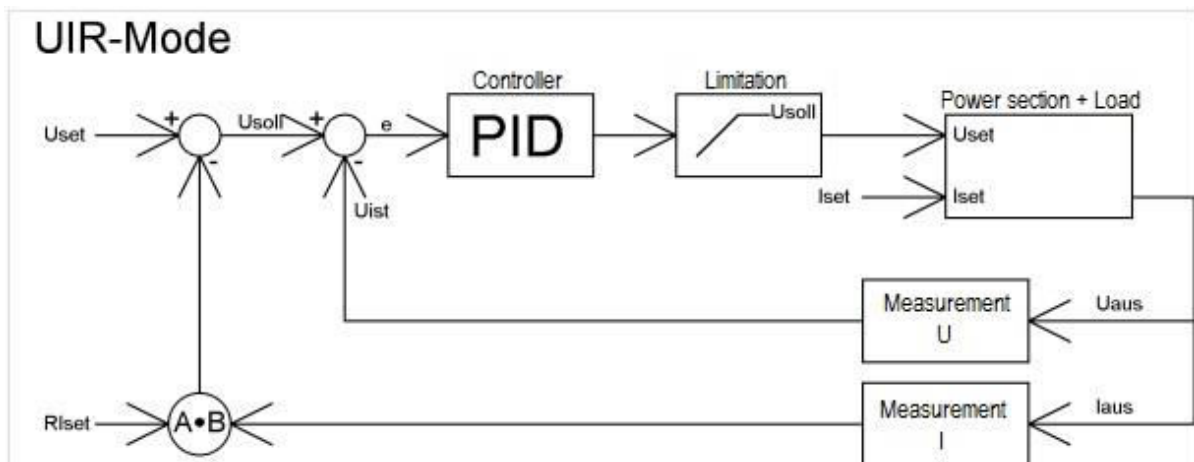 UIR-Mode
Controller
Limitation
Power section + Load
Uset
+
-
Usoll
+
-
e
PID
Usoll
Uset
Iset
Iset
Uist
Measurement
U
Uaus
RIset
A•B
Measurement
I
Iaus